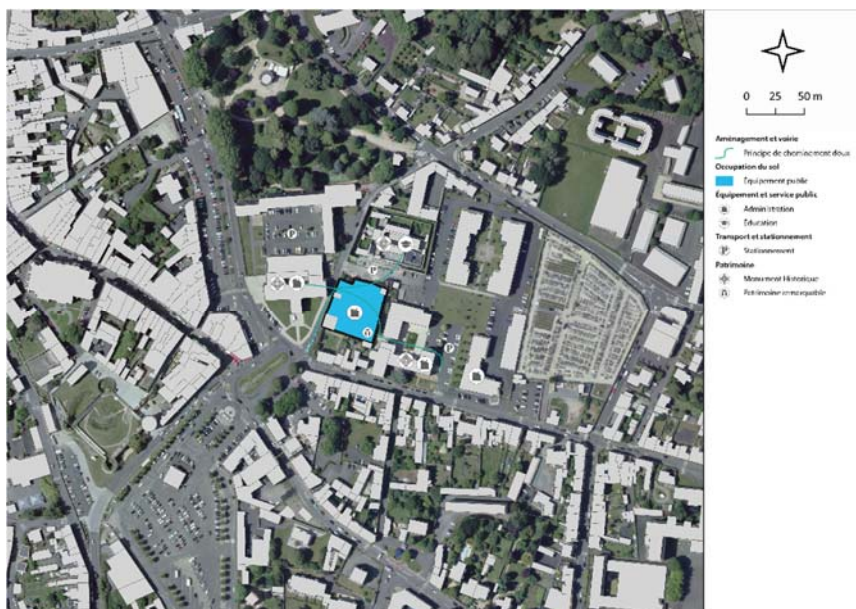 0 25 50 m
Aménagement et voirie
Principe de cheminement doux
Occupation du sol
Équipement public
Équipement et service public
Administration
Éducation
Transport et stationnement
P Stationnement
Patrimoine
Monument Historique
Patrimoine remarquable
P
P
P